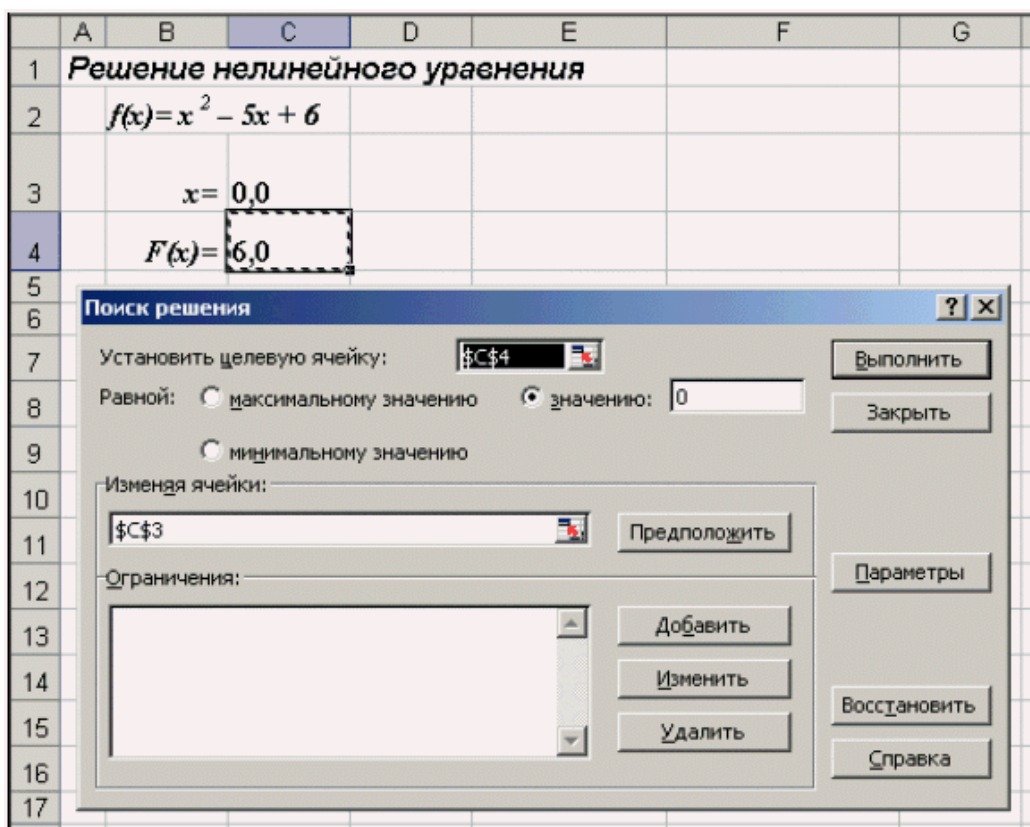 A B C D E F G
1 Решение нелинейного уравнения
2 f(x)= x² – 5x + 6
3 x= 0,0
4 F(x)= 6,0
5
6 Поиск решения ? ×
7 Установить целевую ячейку: $C$4 Выполнить
8 Равной: максимальному значению значению: 0 Закрыть
9 минимальному значению
10 Изменяя ячейки:
11 $C$3 Предположить
12 Ограничения: Параметры
13 Добавить
14 Изменить
15 Удалить Восстановить
16 Справка
17